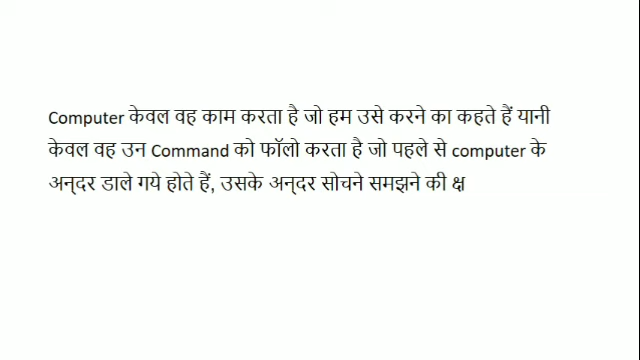 Computer केवल वह काम करता है जो हम उसे करने का कहते हैं यानी
केवल वह उन Command को फॉलो करता है जो पहले से computer के
अन्‌दर डाले गये होते हैं, उसके अन्‌दर सोचने समझने की क्ष